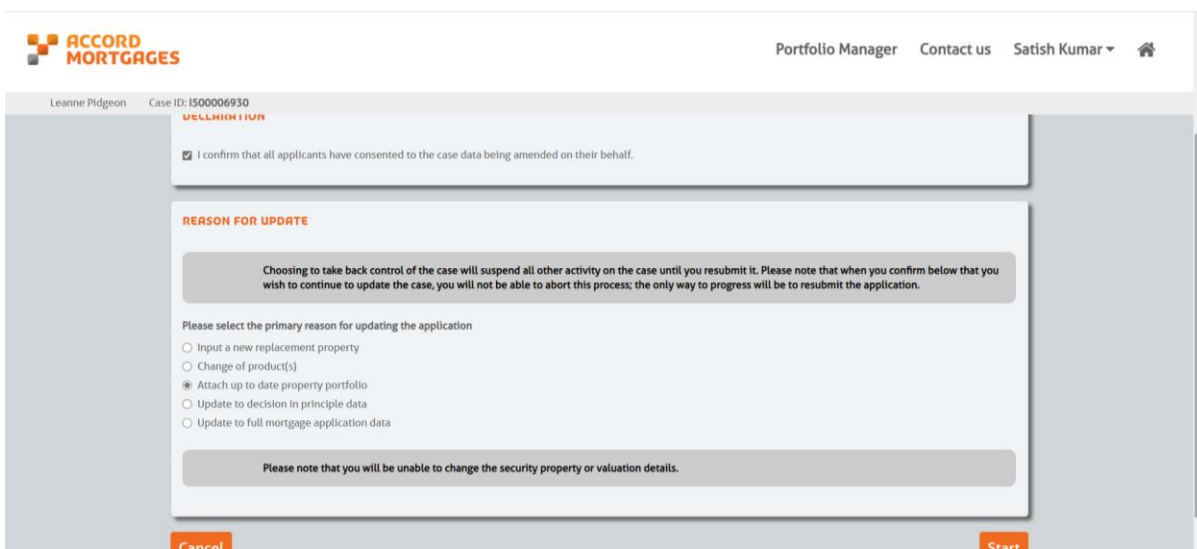 ACCORD
MORTGAGES
Portfolio Manager Contact us Satish Kumar
Leanne Pidgeon Case ID: I500006930
DECLARATION
I confirm that all applicants have consented to the case data being amended on their behalf.
REASON FOR UPDATE
Choosing to take back control of the case will suspend all other activity on the case until you resubmit it. Please note that when you confirm below that you
wish to continue to update the case, you will not be able to abort this process; the only way to progress will be to resubmit the application.
Please select the primary reason for updating the application
Input a new replacement property
Change of product(s)
Attach up to date property portfolio
Update to decision in principle data
Update to full mortgage application data
Please note that you will be unable to change the security property or valuation details.
Cancel Start